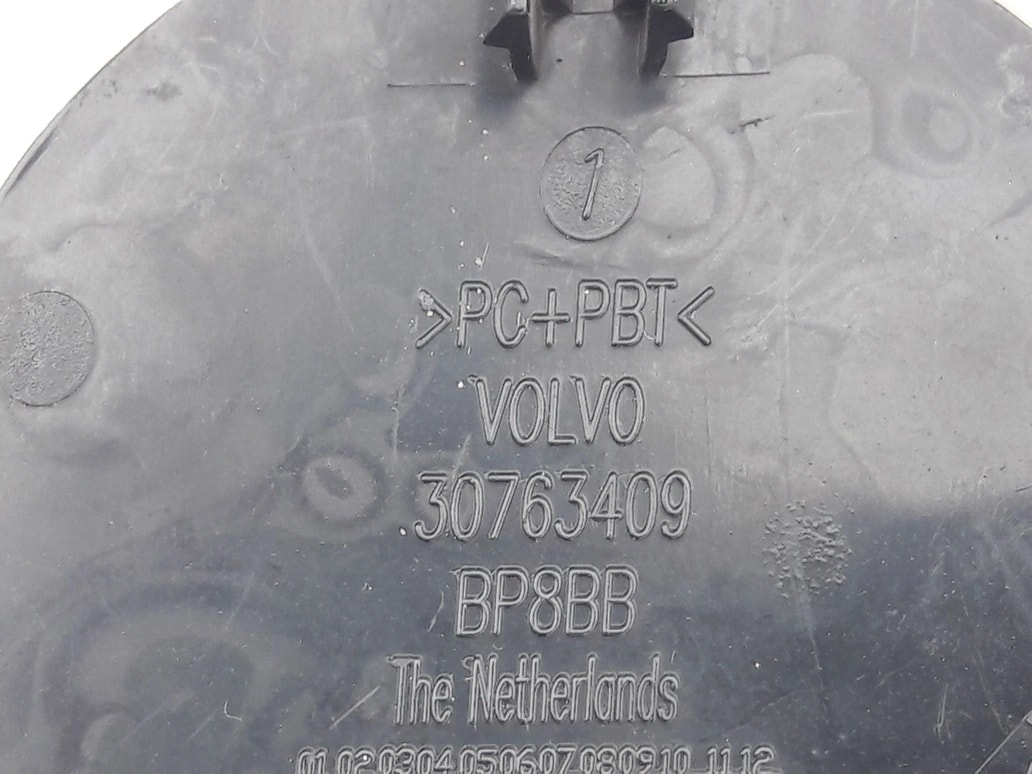 1
>PC+PBT<
VOLVO
30763409
BP8BB
The Netherlands
01 02 03 04 05 06 07 08 09 10 11 12